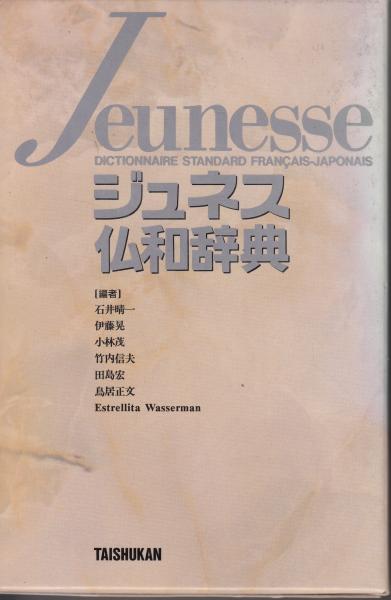 Jeunesse
DICTIONNAIRE STANDARD FRANÇAIS-JAPONAIS
ジュネス
仏和辞典
［編者］
石井晴一
伊藤晃
小林茂
竹内信夫
田島宏
鳥居正文
Estrellita Wasserman
TAISHUKAN